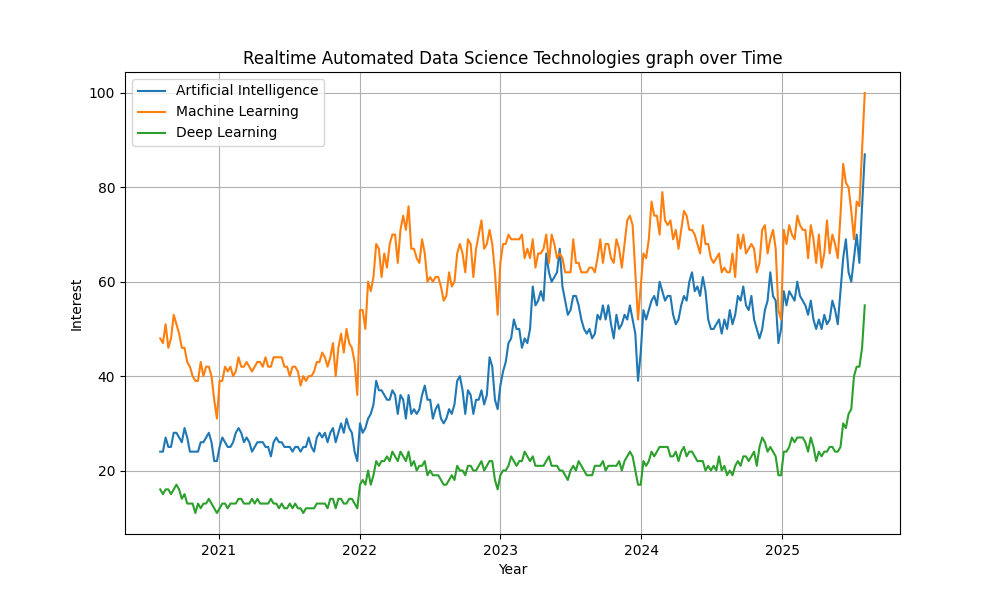 Realtime Automated Data Science Technologies graph over Time
Artificial Intelligence
Machine Learning
Deep Learning
100
80
60
40
20
Interest
2021 2022 2023 2024 2025
Year